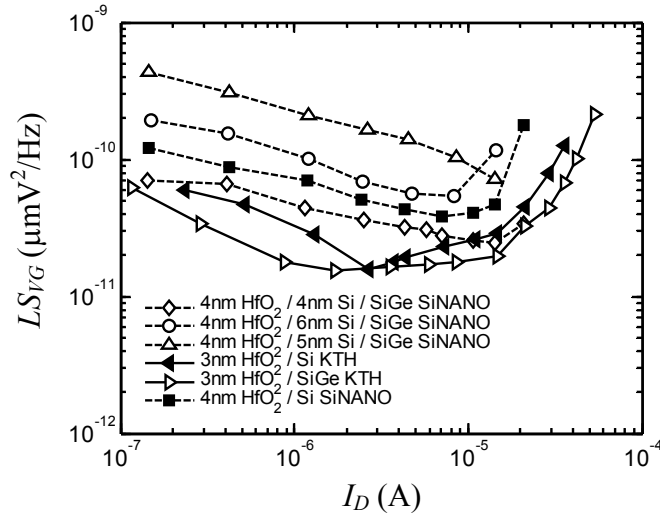 10⁻⁹
10⁻¹⁰
10⁻¹¹
10⁻¹²
LS_VG (μmV²/Hz)
4nm HfO₂ / 4nm Si / SiGe SiNANO
4nm HfO₂ / 6nm Si / SiGe SiNANO
4nm HfO₂ / 5nm Si / SiGe SiNANO
3nm HfO₂ / Si KTH
3nm HfO₂ / SiGe KTH
4nm HfO₂ / Si SiNANO
10⁻⁷ 10⁻⁶ 10⁻⁵ 10⁻⁴
I_D (A)